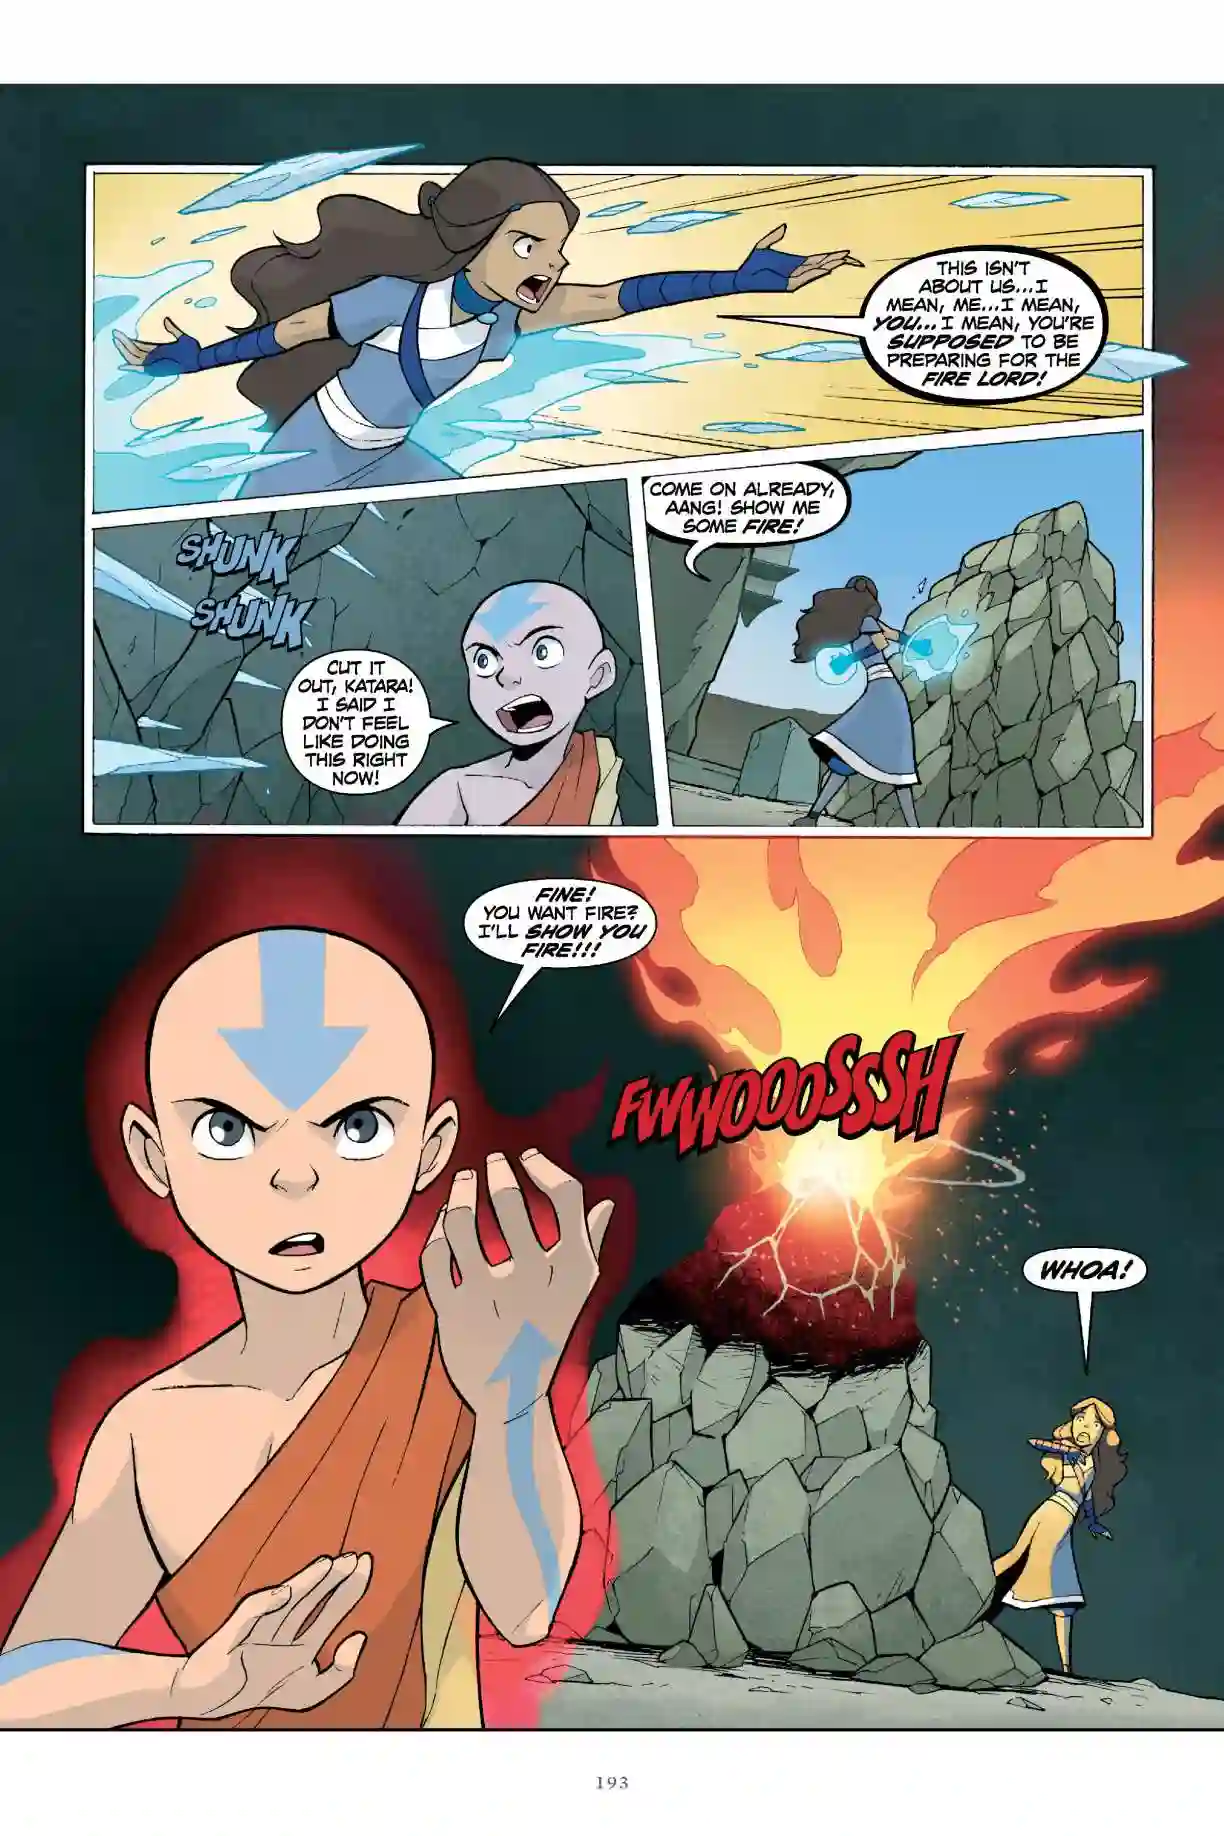 THIS ISN'T
ABOUT US...I
MEAN, ME...I MEAN,
YOU...I MEAN, YOU'RE
SUPPOSED TO BE
PREPARING FOR THE
FIRE LORD!
SHUNK
SHUNK
CUT IT
OUT, KATARA!
I SAID I
DON'T FEEL
LIKE DOING
THIS RIGHT
NOW!
COME ON ALREADY,
AANG! SHOW ME
SOME FIRE!
FINE!
YOU WANT FIRE?
I'LL SHOW YOU
FIRE!!!
FWWOOOSSSH
WHOA!
193